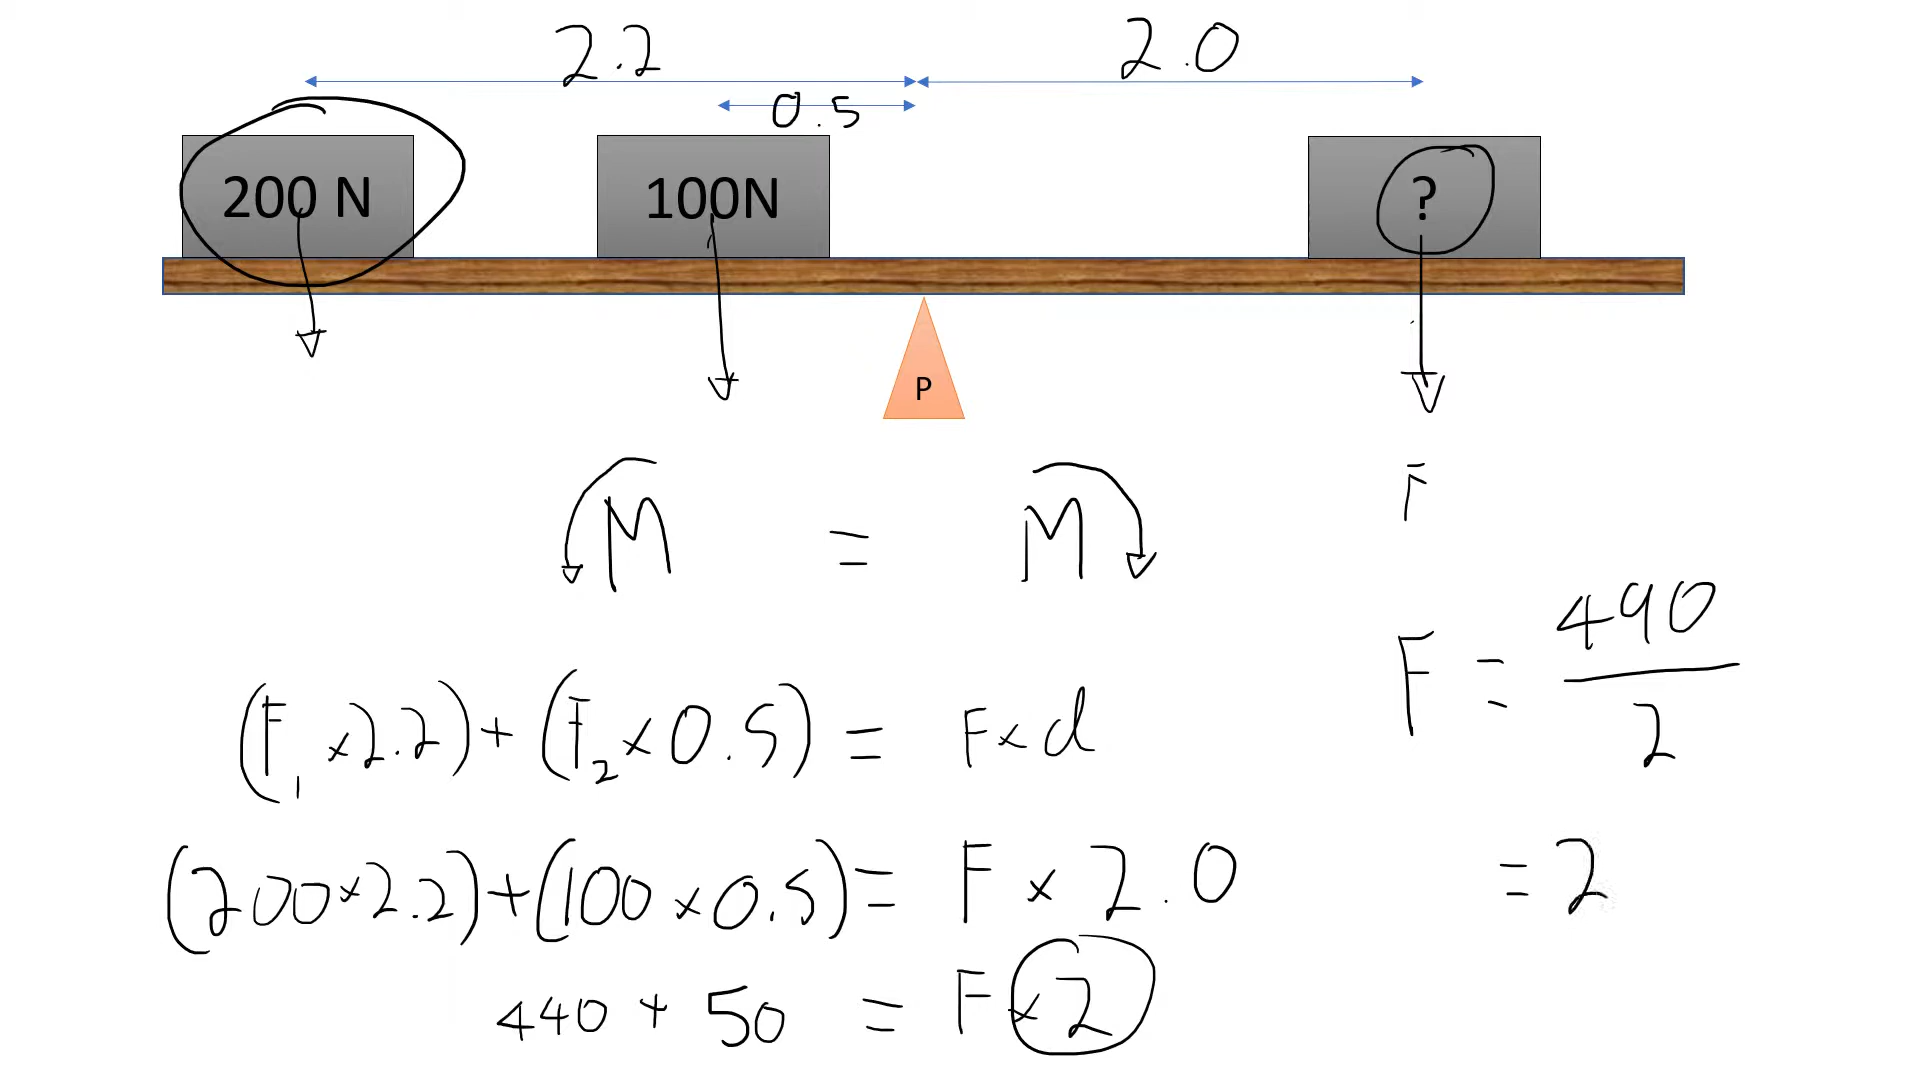 2.2
2.0
0.5
200 N
100N
?
P
M = M
F
F = 490/2
(F₁ × 2.2) + (F₂ × 0.5) = F × d
(200 × 2.2) + (100 × 0.5) = F × 2.0
= 2
440 + 50 = F × 2